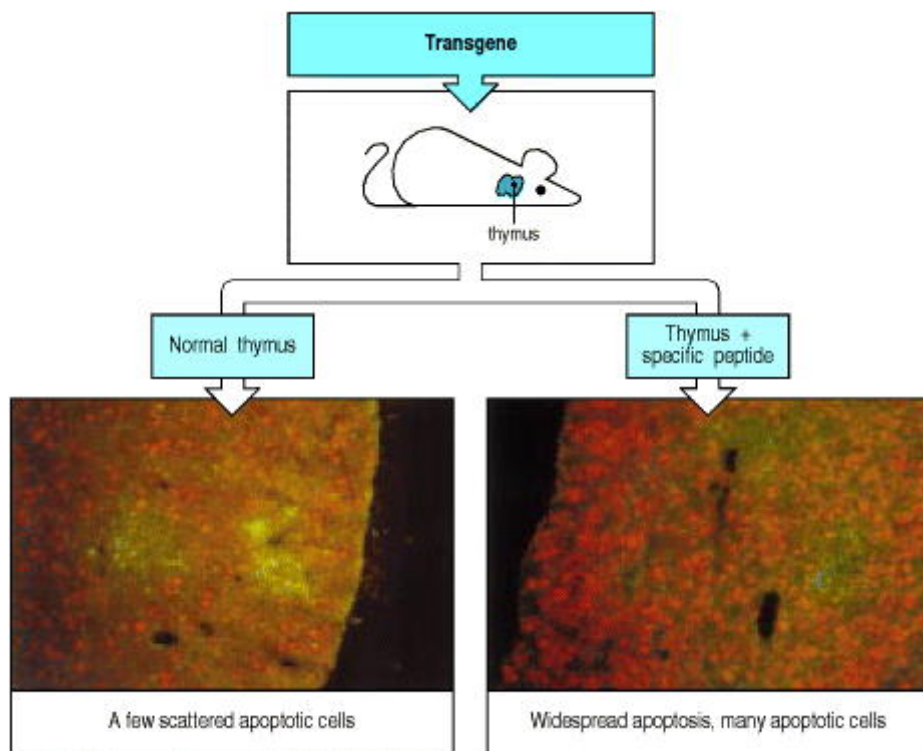 Transgene
thymus
Normal thymus
Thymus +
specific peptide
A few scattered apoptotic cells
Widespread apoptosis, many apoptotic cells